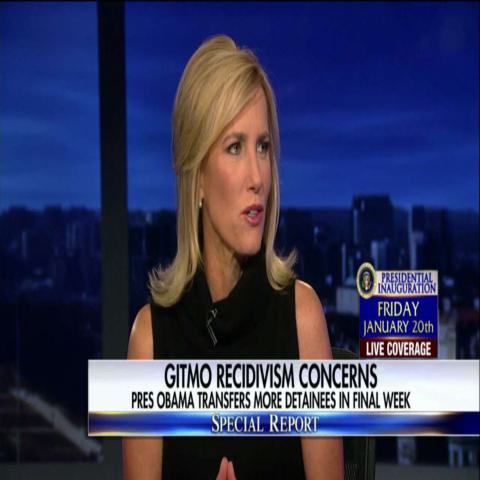 PRESIDENTIAL
INAUGURATION
FRIDAY
JANUARY 20th
LIVE COVERAGE
GITMO RECIDIVISM CONCERNS
PRES OBAMA TRANSFERS MORE DETAINEES IN FINAL WEEK
SPECIAL REPORT